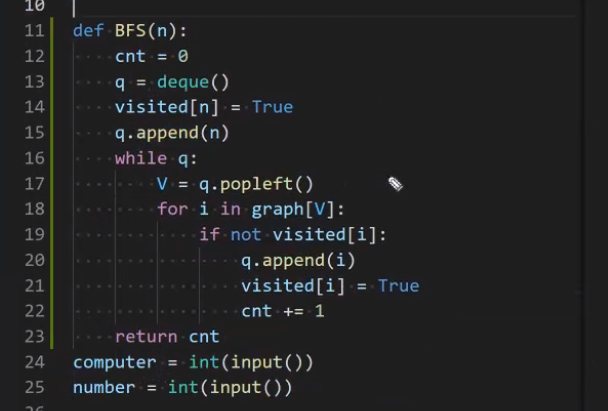 10
11 def BFS(n):
12     cnt = 0
13     q = deque()
14     visited[n] = True
15     q.append(n)
16     while q:
17         V = q.popleft()
18         for i in graph[V]:
19             if not visited[i]:
20                 q.append(i)
21                 visited[i] = True
22                 cnt += 1
23     return cnt
24 computer = int(input())
25 number = int(input())
26